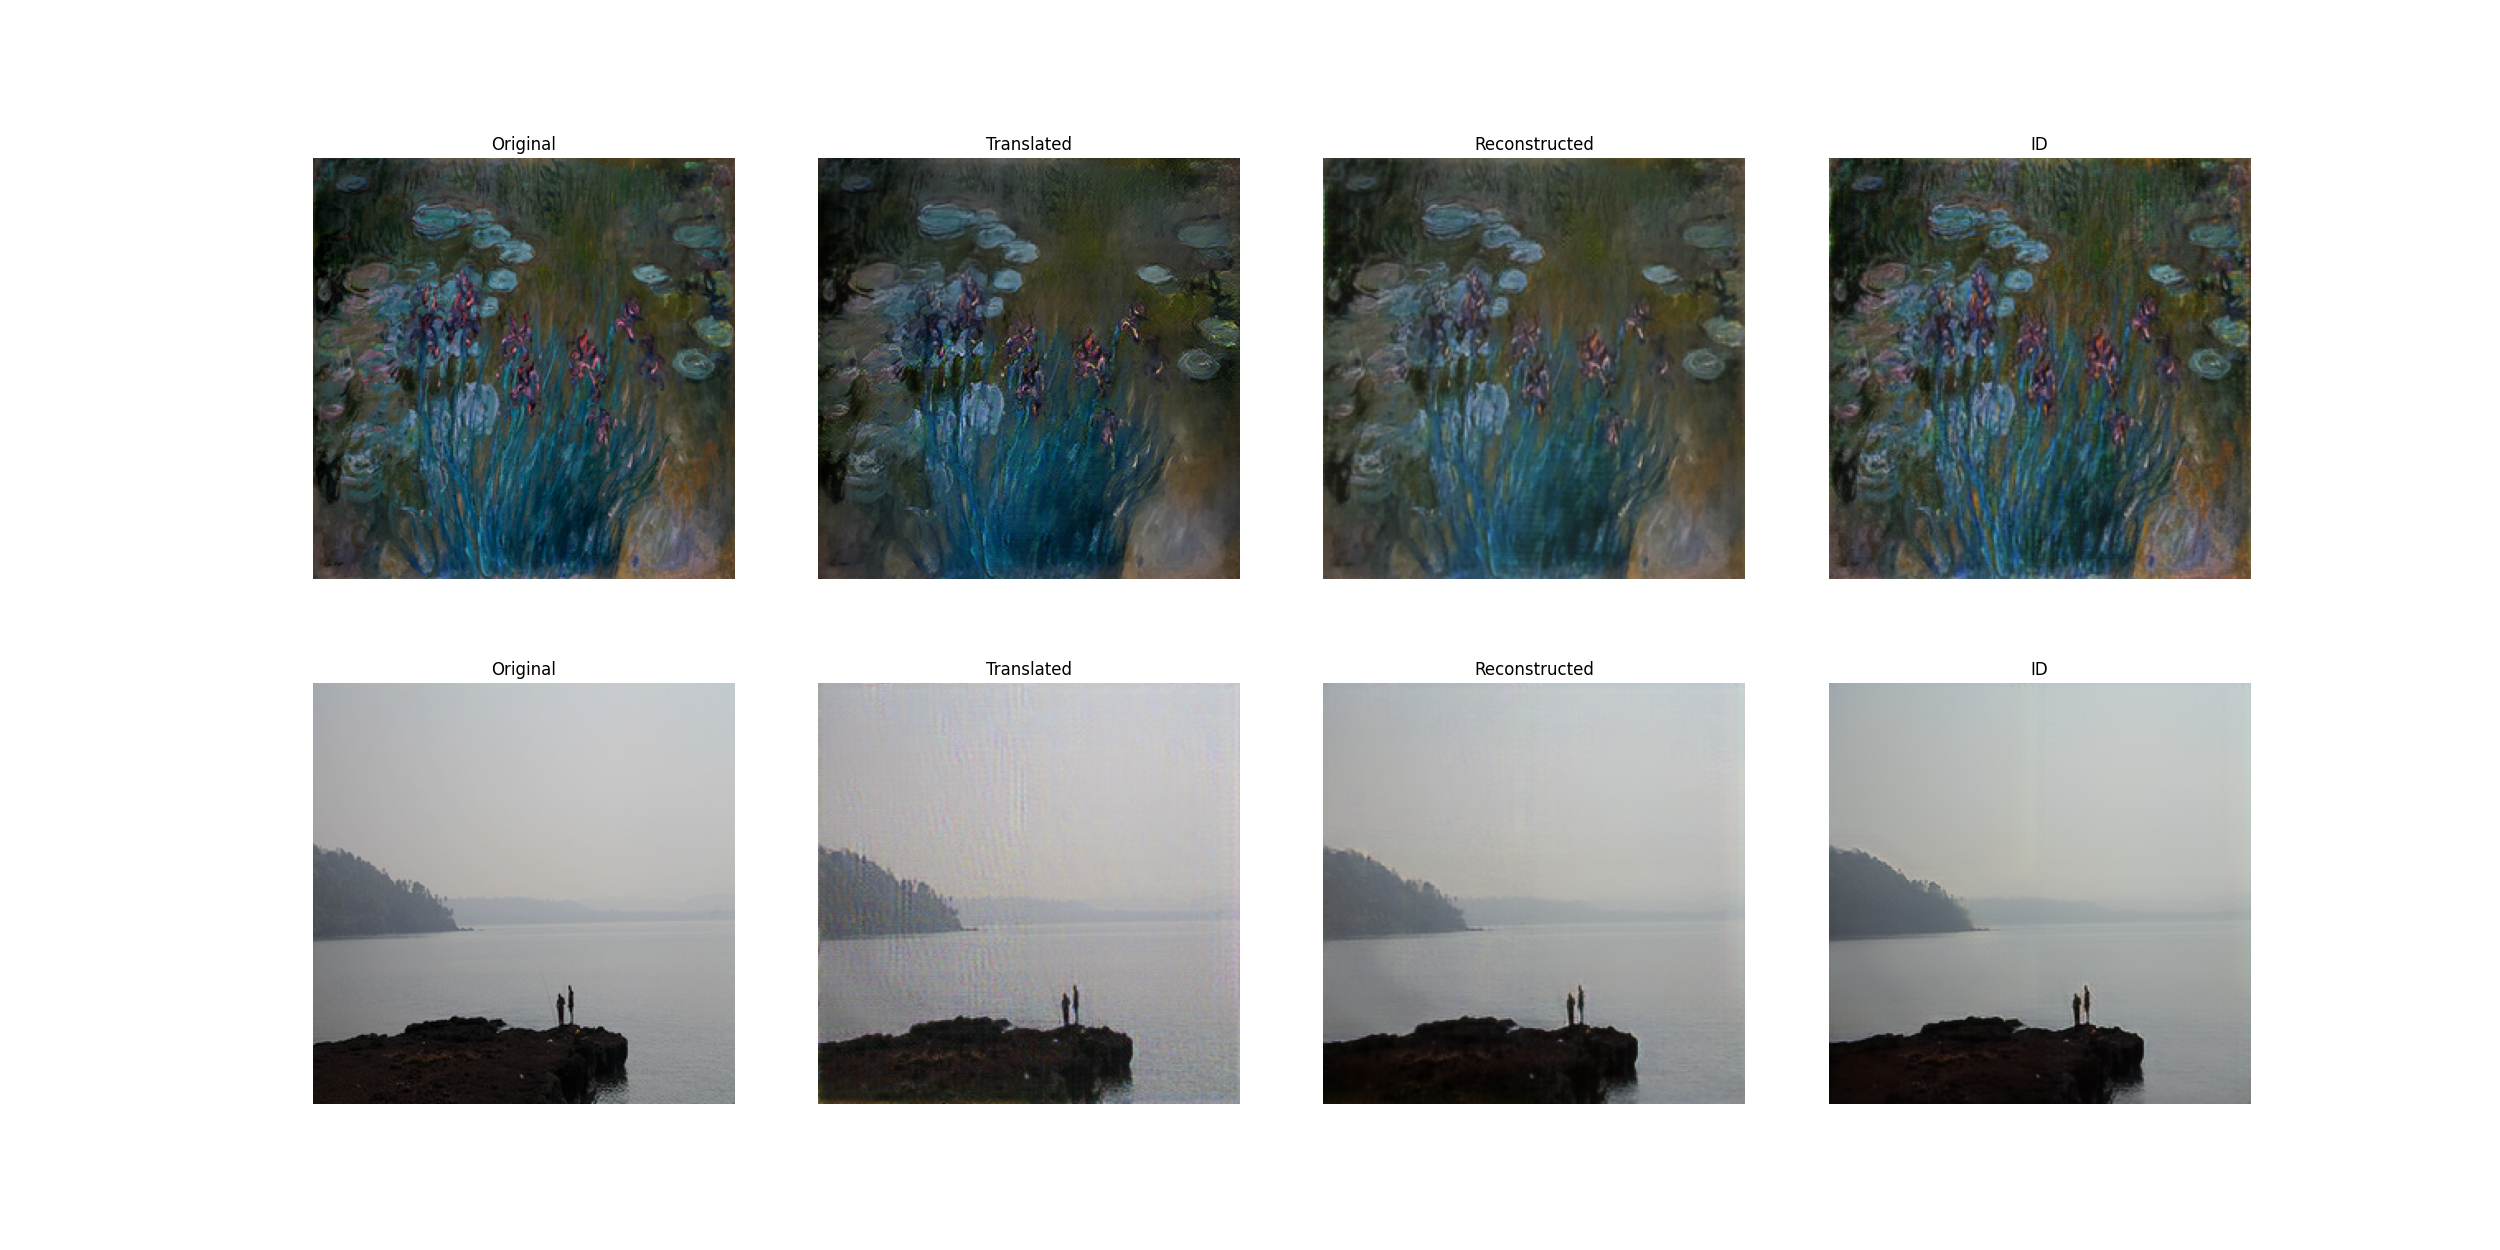 Original
Translated
Reconstructed
ID
Original
Translated
Reconstructed
ID